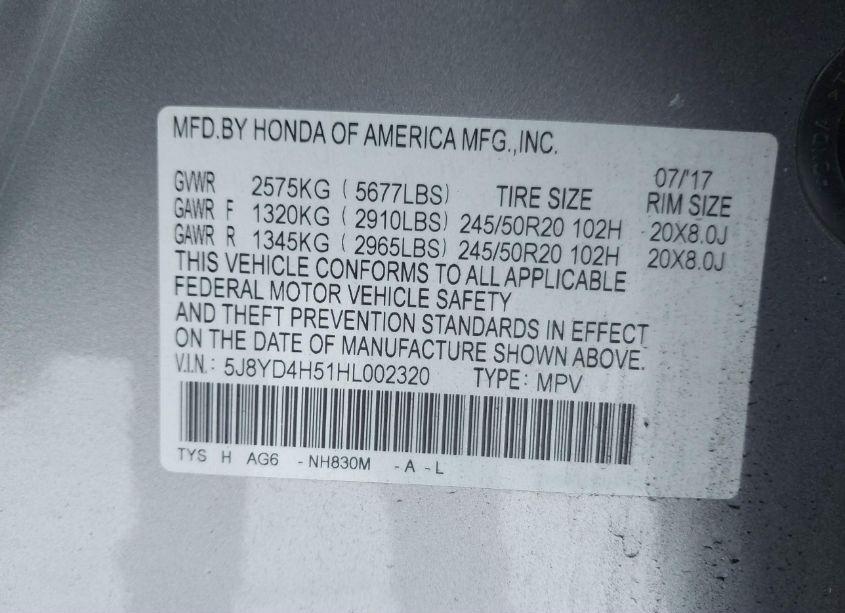 MFD.BY HONDA OF AMERICA MFG.,INC.
07/'17
GVWR 2575KG ( 5677LBS) TIRE SIZE RIM SIZE
GAWR F 1320KG ( 2910LBS) 245/50R20 102H 20X8.0J
GAWR R 1345KG ( 2965LBS) 245/50R20 102H 20X8.0J
THIS VEHICLE CONFORMS TO ALL APPLICABLE
FEDERAL MOTOR VEHICLE SAFETY
AND THEFT PREVENTION STANDARDS IN EFFECT
ON THE DATE OF MANUFACTURE SHOWN ABOVE.
V.I.N.: 5J8YD4H51HL002320 TYPE: MPV
TYS H AG6 -NH830M -A -L